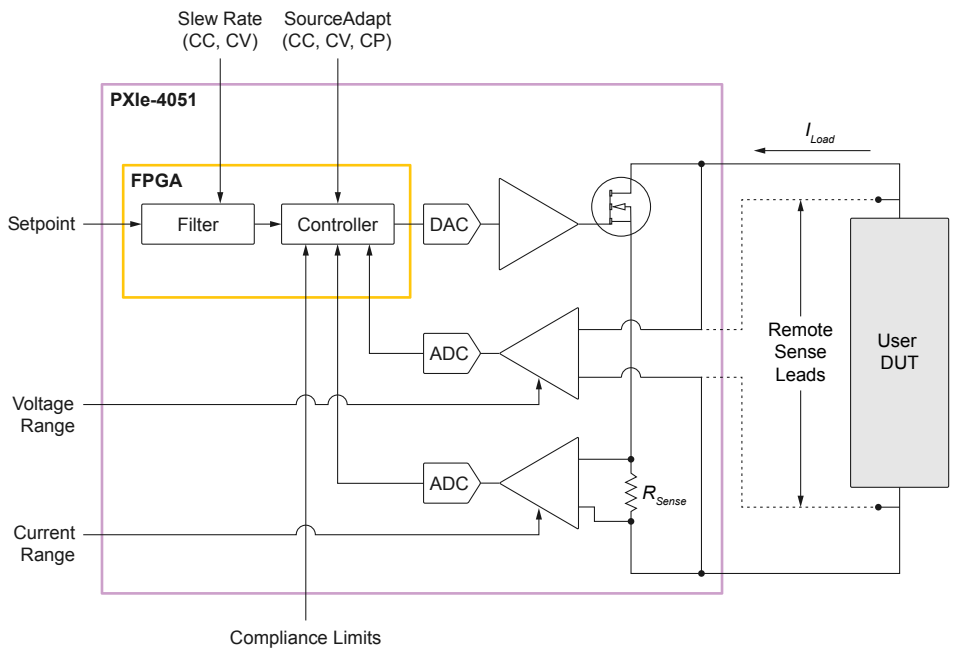 Slew Rate
(CC, CV)
SourceAdapt
(CC, CV, CP)
PXIe-4051
I Load
FPGA
Setpoint
Filter
Controller
DAC
ADC
Remote
Sense
Leads
User
DUT
Voltage
Range
ADC
R Sense
Current
Range
Compliance Limits